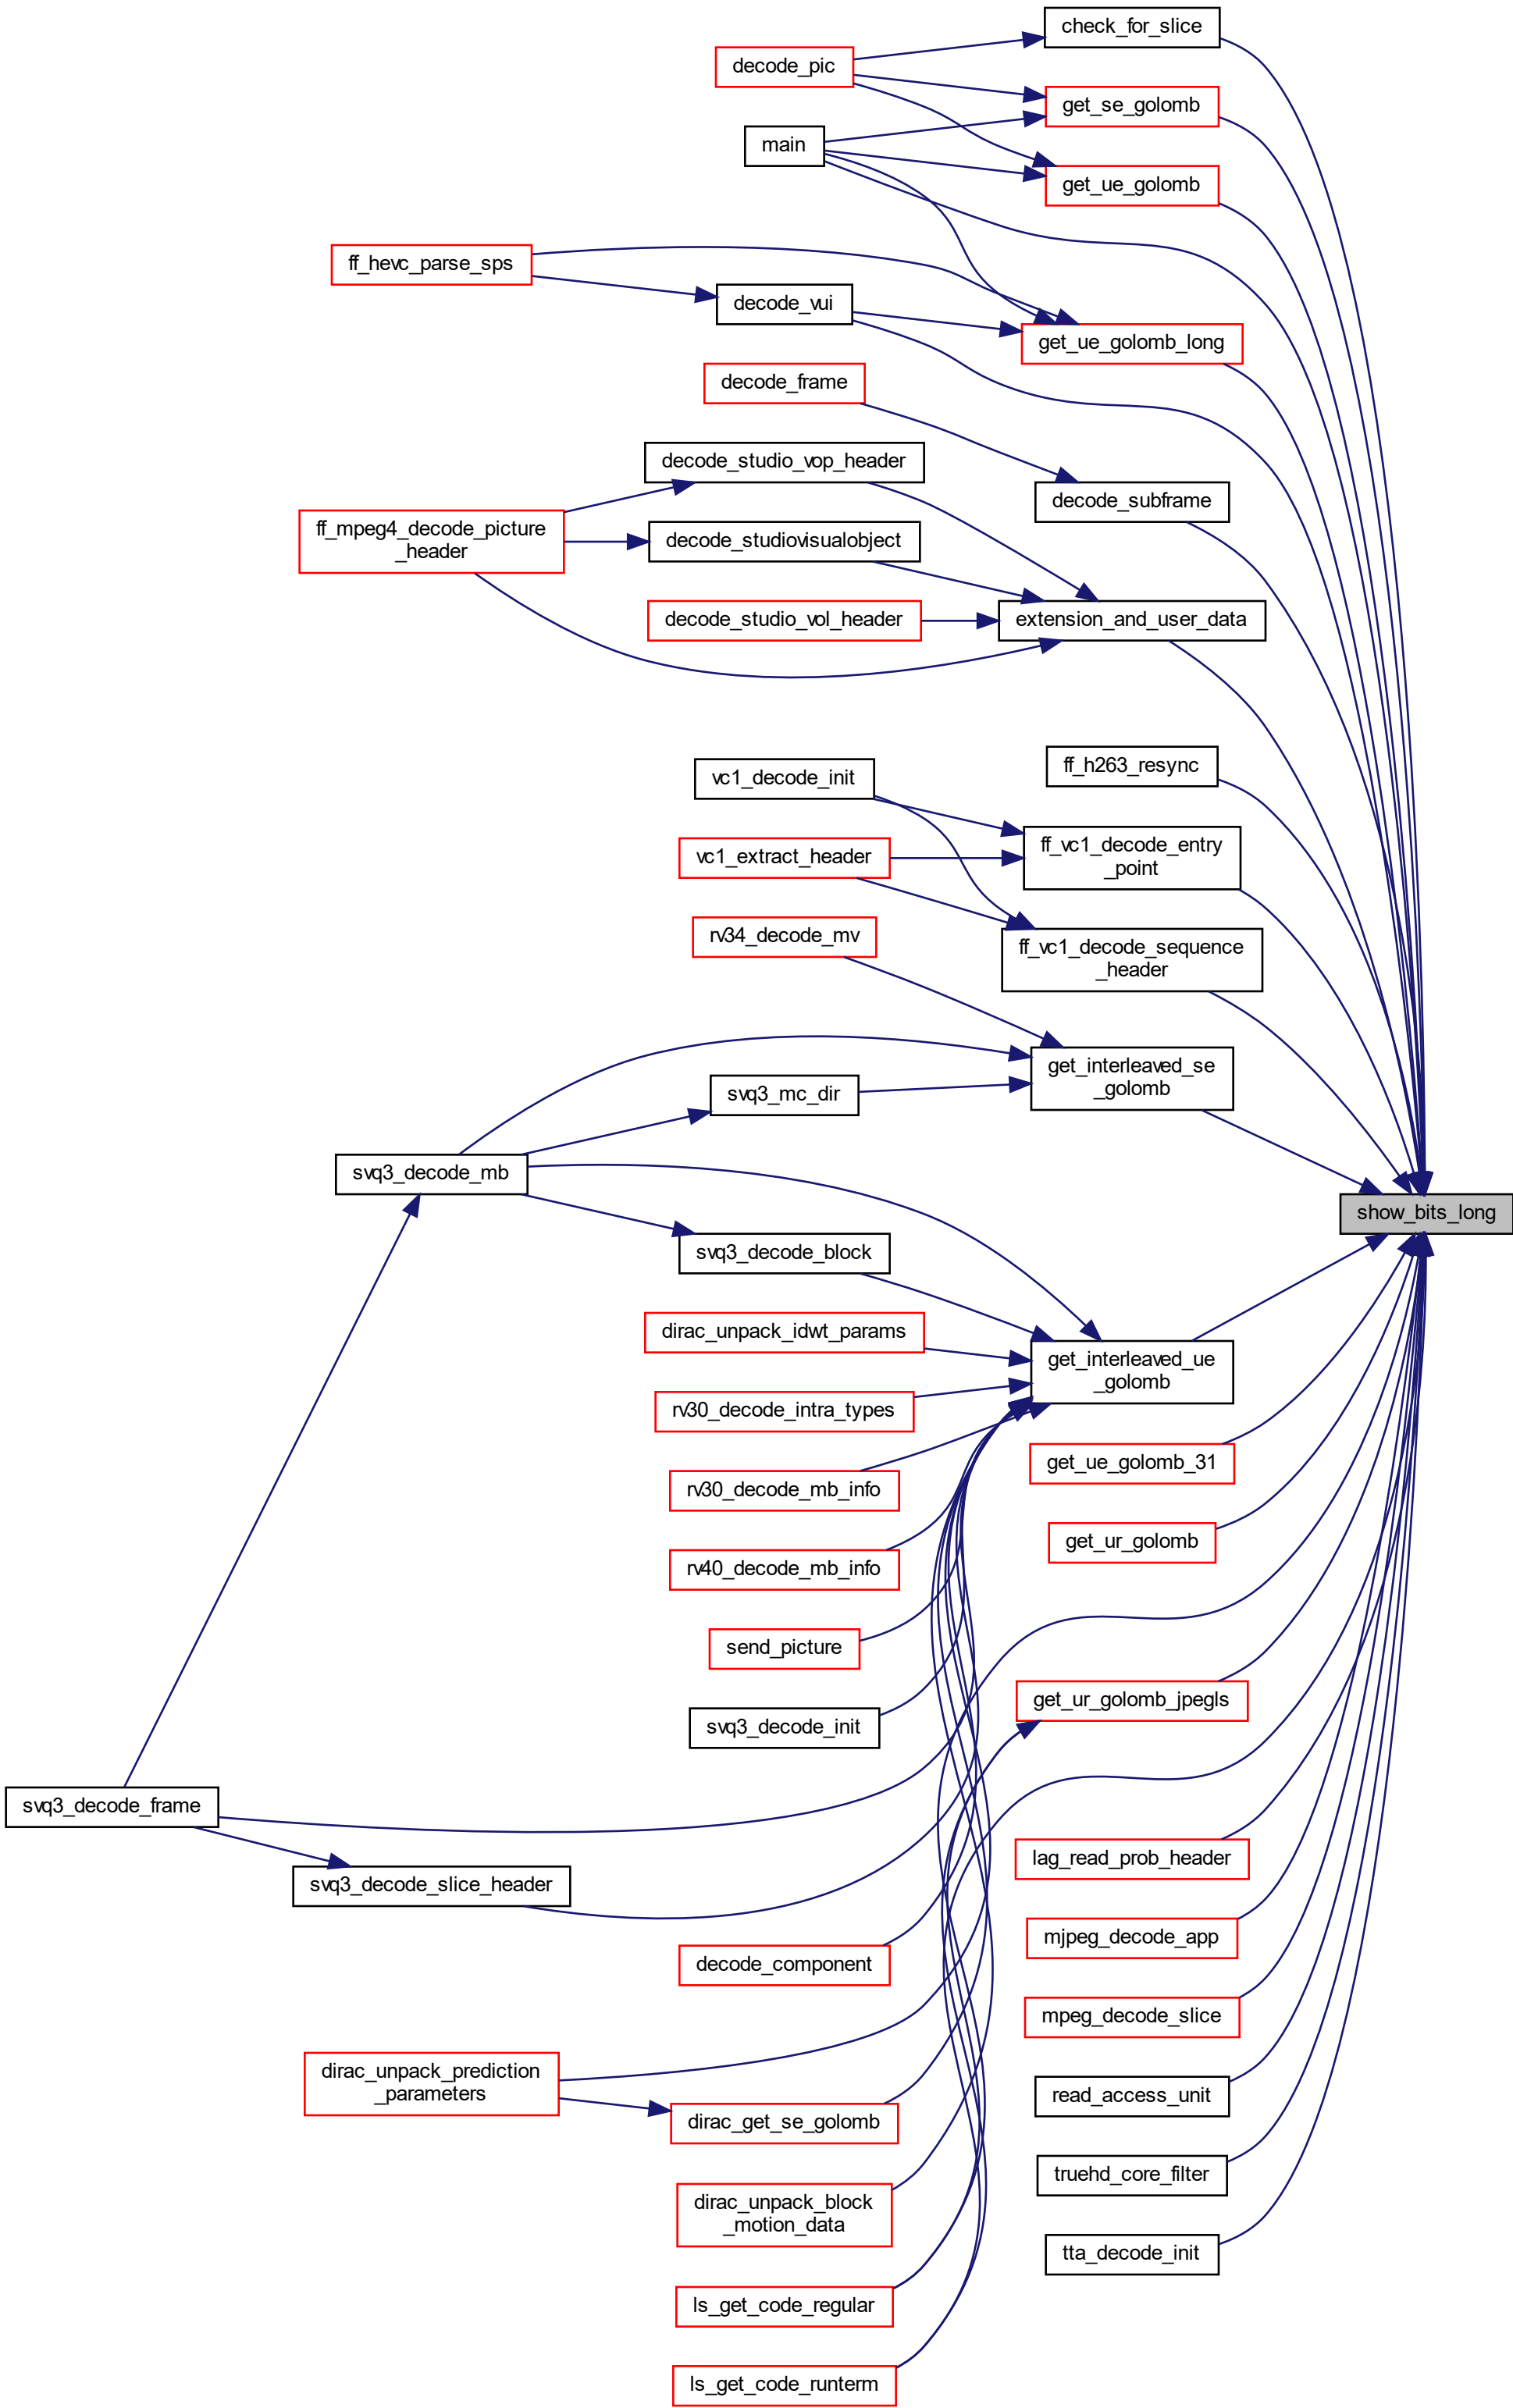 check_for_slice
decode_pic
get_se_golomb
main
get_ue_golomb
ff_hevc_parse_sps
decode_vui
get_ue_golomb_long
decode_frame
decode_studio_vop_header
decode_subframe
ff_mpeg4_decode_picture
_header
decode_studiovisualobject
decode_studio_vol_header
extension_and_user_data
ff_h263_resync
vc1_decode_init
vc1_extract_header
ff_vc1_decode_entry
_point
rv34_decode_mv
ff_vc1_decode_sequence
_header
get_interleaved_se
_golomb
svq3_mc_dir
svq3_decode_mb
show_bits_long
svq3_decode_block
dirac_unpack_idwt_params
get_interleaved_ue
_golomb
rv30_decode_intra_types
get_ue_golomb_31
rv30_decode_mb_info
get_ur_golomb
rv40_decode_mb_info
send_picture
get_ur_golomb_jpegls
svq3_decode_init
svq3_decode_frame
lag_read_prob_header
svq3_decode_slice_header
mjpeg_decode_app
decode_component
mpeg_decode_slice
dirac_unpack_prediction
_parameters
read_access_unit
dirac_get_se_golomb
truehd_core_filter
dirac_unpack_block
_motion_data
tta_decode_init
ls_get_code_regular
ls_get_code_runterm